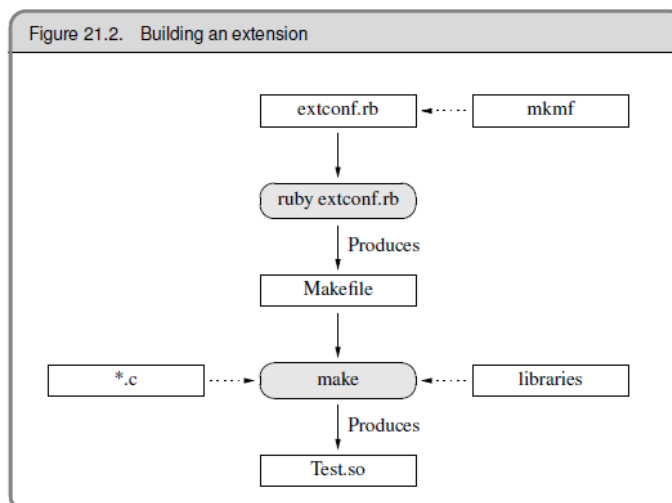 Figure 21.2. Building an extension
extconf.rb
mkmf
ruby extconf.rb
Produces
Makefile
*.c
make
libraries
Produces
Test.so